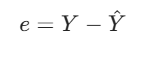 e = Y − Ŷ